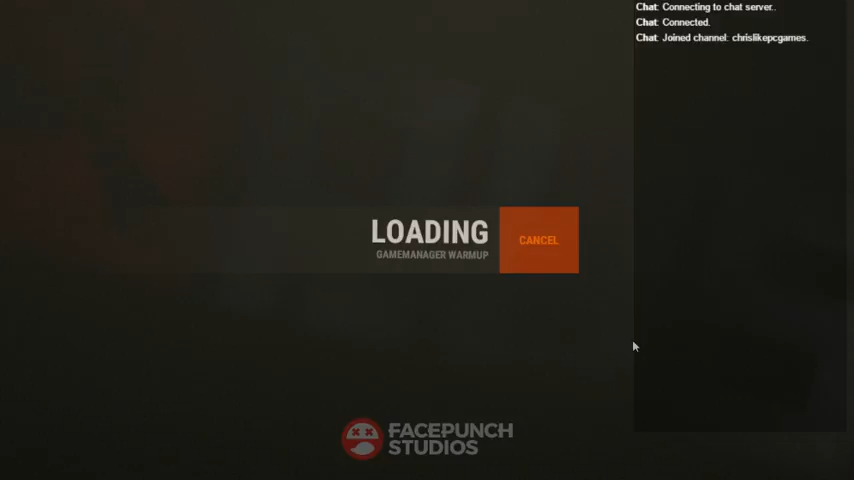 Chat: Connecting to chat server..
Chat: Connected.
Chat: Joined channel: chrislikepcgames.
LOADING
GAMEMANAGER WARMUP
CANCEL
FACEPUNCH
STUDIOS